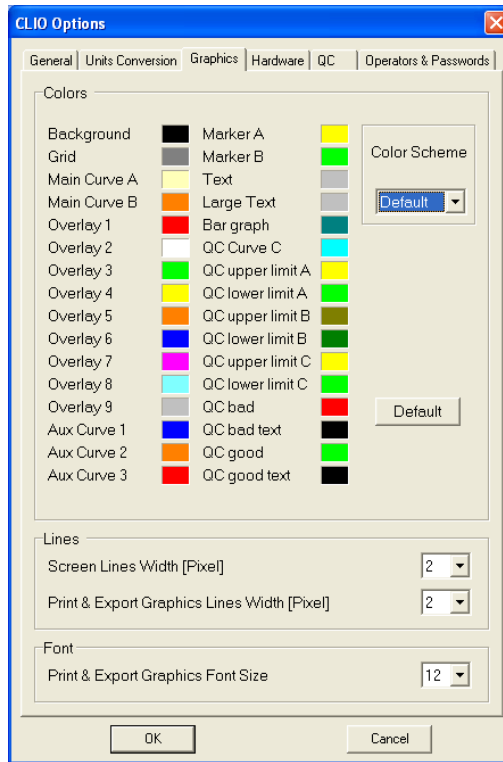 CLIO Options
General Units Conversion Graphics Hardware QC Operators & Passwords
Colors
Background Marker A
Grid Marker B
Main Curve A Text
Main Curve B Large Text
Overlay 1 Bar graph
Overlay 2 QC Curve C
Overlay 3 QC upper limit A
Overlay 4 QC lower limit A
Overlay 5 QC upper limit B
Overlay 6 QC lower limit B
Overlay 7 QC upper limit C
Overlay 8 QC lower limit C
Overlay 9 QC bad
Aux Curve 1 QC bad text
Aux Curve 2 QC good
Aux Curve 3 QC good text
Color Scheme
Default
Default
Lines
Screen Lines Width [Pixel] 2
Print & Export Graphics Lines Width [Pixel] 2
Font
Print & Export Graphics Font Size 12
OK Cancel